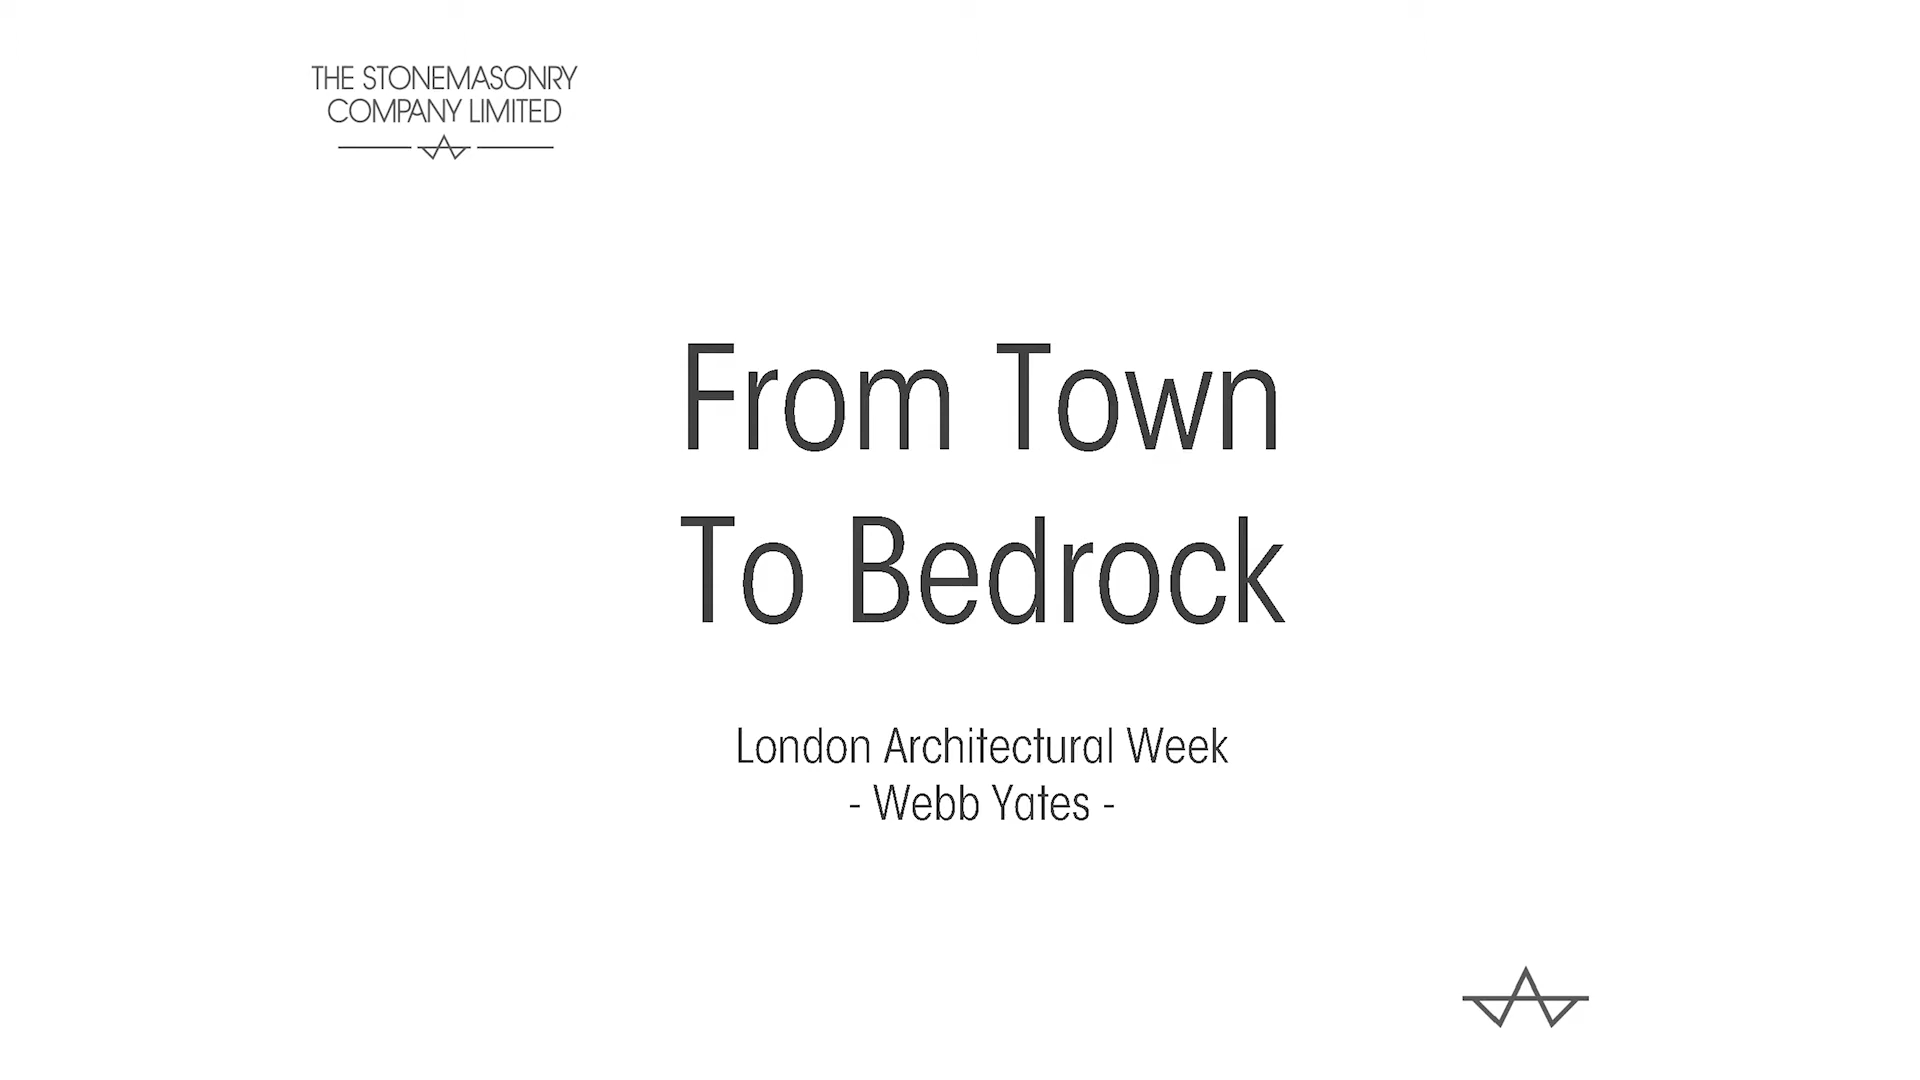 THE STONEMASONRY
COMPANY LIMITED
From Town
To Bedrock
London Architectural Week
- Webb Yates -